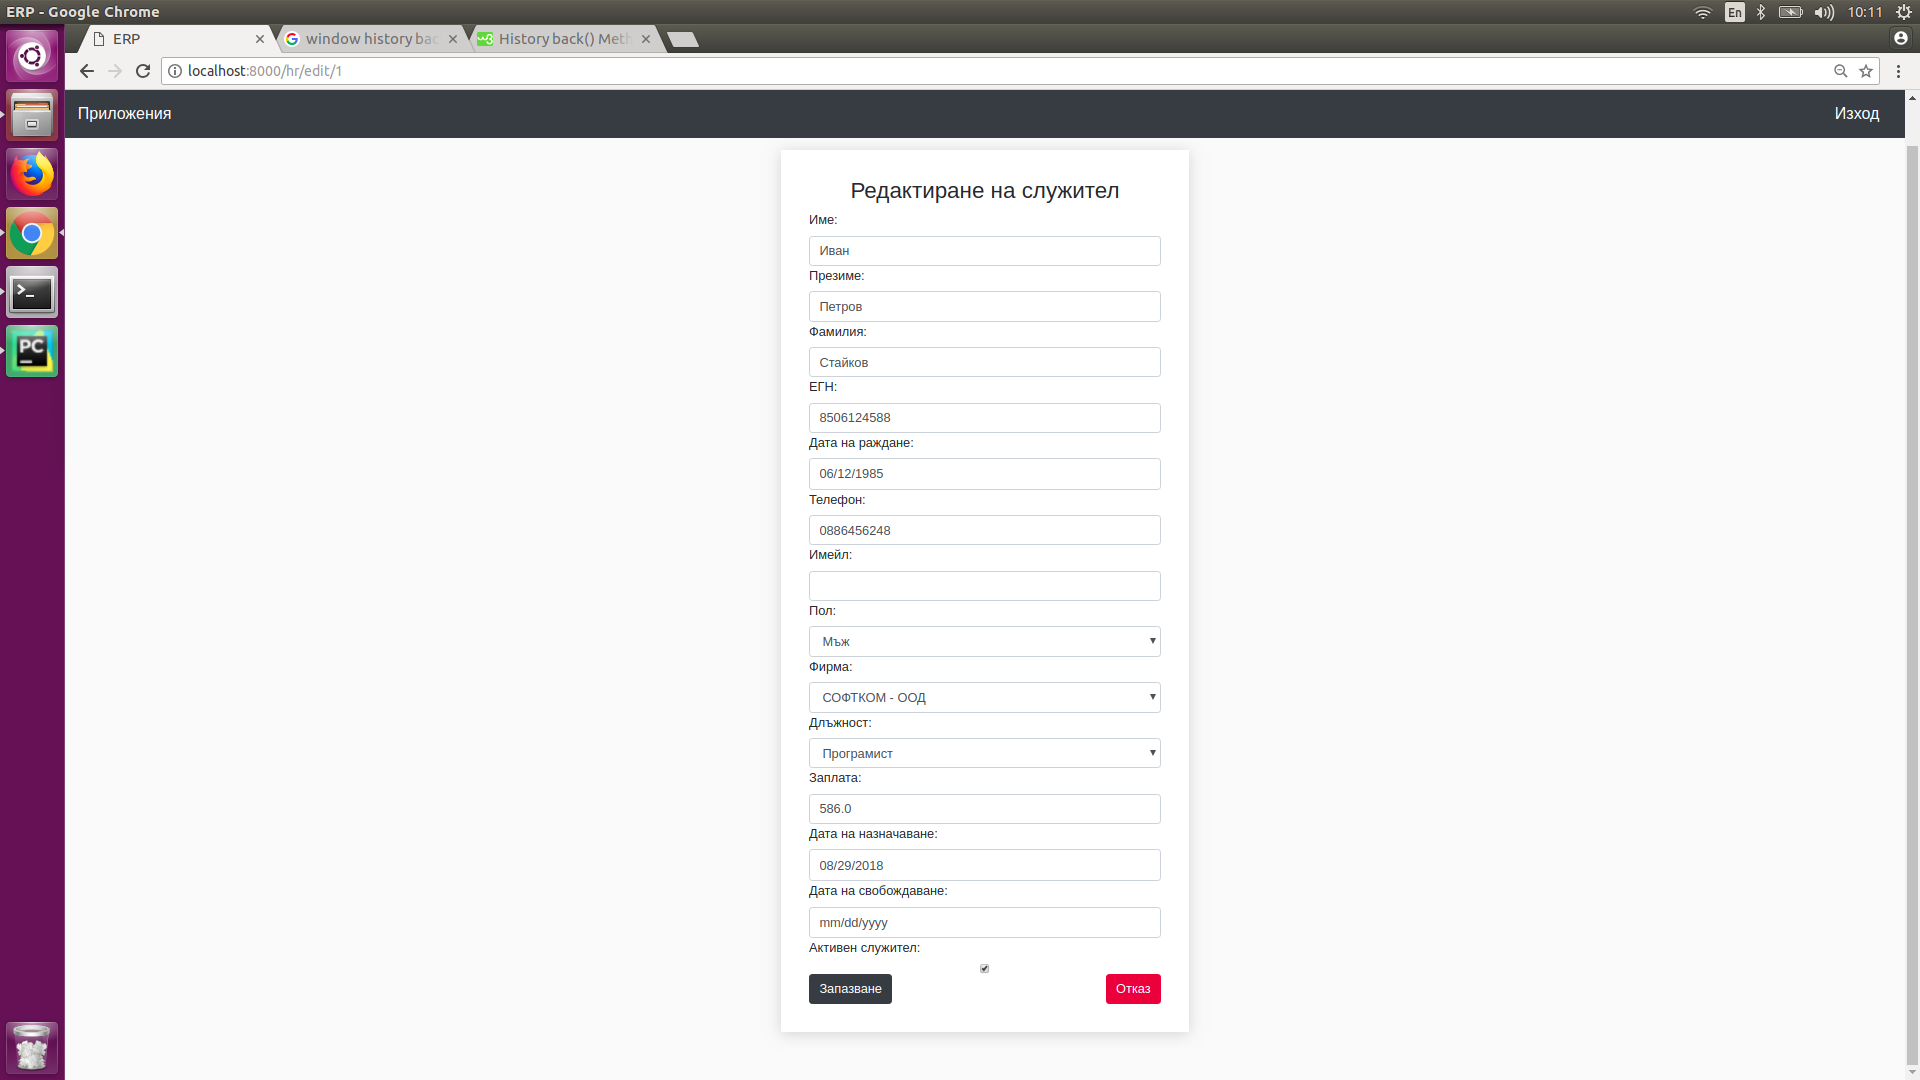 ERP - Google Chrome
En
10:11
ERP
window history bac
History back() Meth
localhost:8000/hr/edit/1
Приложения
Изход
Редактиране на служител
Име:
Иван
Презиме:
Петров
Фамилия:
Стайков
ЕГН:
8506124588
Дата на раждане:
06/12/1985
Телефон:
0886456248
Имейл:
Пол:
Мъж
Фирма:
СОФТКОМ - ООД
Длъжност:
Програмист
Заплата:
586.0
Дата на назначаване:
08/29/2018
Дата на свобождаване:
mm/dd/yyyy
Активен служител:
Запазване
Отказ
PC